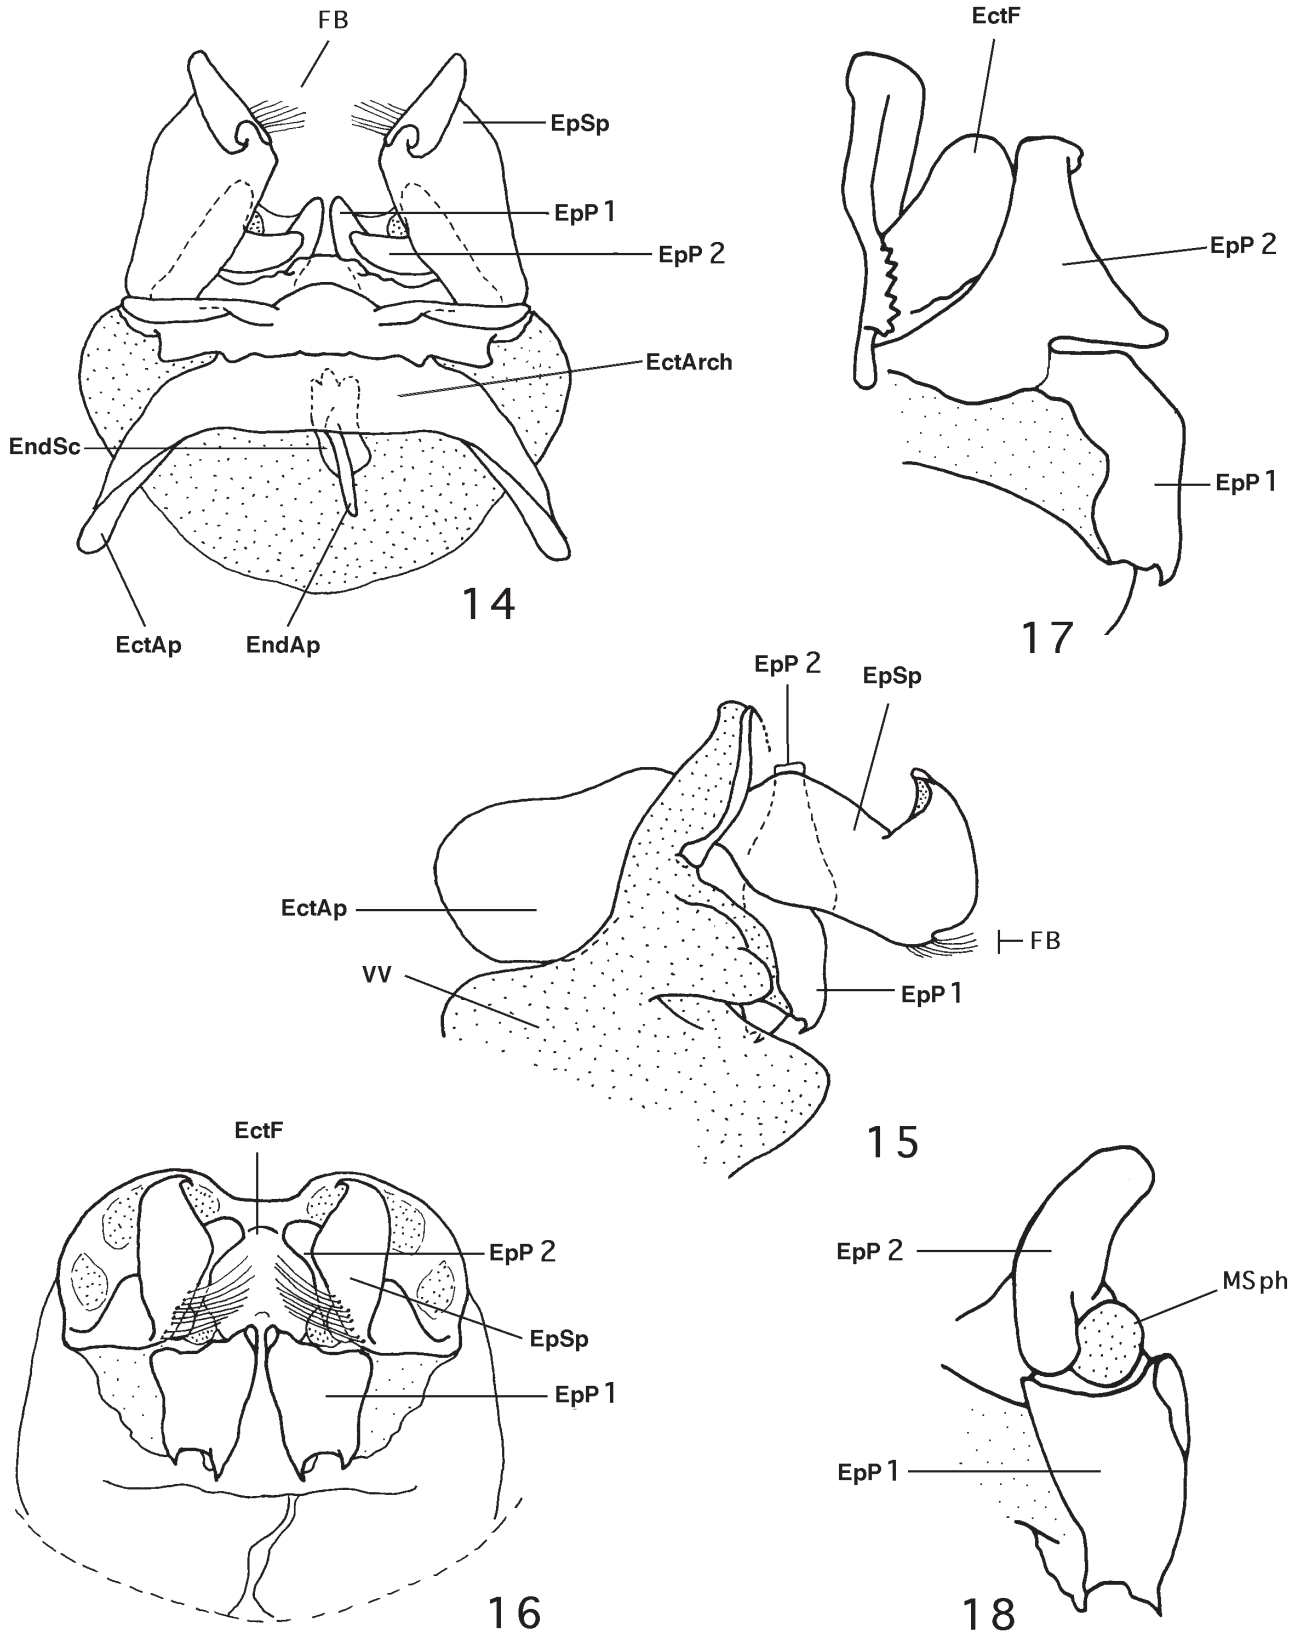 FB
EpSp
EpP 1
EpP 2
EctArch
EndSc
EctAp
EndAp
14
EctF
EpP 2
EpP 1
17
EpP 2
EpSp
EctAp
VV
FB
EpP 1
15
EctF
EpP 2
EpSp
EpP 1
16
EpP 2
MSph
EpP 1
18